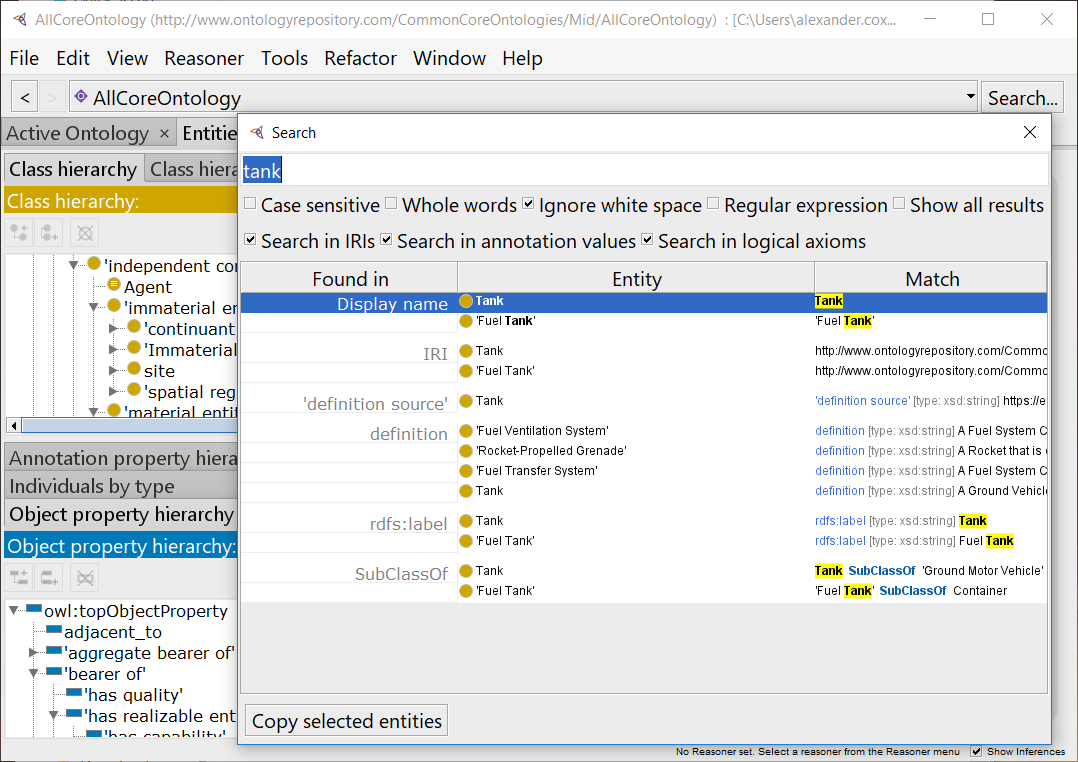 AllCoreOntology (http://www.ontologyrepository.com/CommonCoreOntologies/Mid/AllCoreOntology) : [C:\Users\alexander.cox...
File Edit View Reasoner Tools Refactor Window Help
< > AllCoreOntology Search...
Active Ontology × Entitie
Class hierarchy Class hiera
Class hierarchy:
'independent con
Agent
'immaterial en
'continuant
'Immaterial
site
'spatial reg
'material entit
Annotation property hiera
Individuals by type
Object property hierarchy
Object property hierarchy:
owl:topObjectProperty
adjacent_to
'aggregate bearer of'
'bearer of'
'has quality'
'has realizable ent
'has capability'
Search
tank
Case sensitive Whole words Ignore white space Regular expression Show all results
Search in IRIs Search in annotation values Search in logical axioms
Found in Entity Match
Display name Tank Tank
'Fuel Tank' 'Fuel Tank'
IRI Tank http://www.ontologyrepository.com/Commo
'Fuel Tank' http://www.ontologyrepository.com/Commo
'definition source' Tank 'definition source' [type: xsd:string] https://e
definition 'Fuel Ventilation System' definition [type: xsd:string] A Fuel System C
'Rocket-Propelled Grenade' definition [type: xsd:string] A Rocket that is
'Fuel Transfer System' definition [type: xsd:string] A Fuel System C
Tank definition [type: xsd:string] A Ground Vehicle
rdfs:label Tank rdfs:label [type: xsd:string] Tank
'Fuel Tank' rdfs:label [type: xsd:string] Fuel Tank
SubClassOf Tank Tank SubClassOf 'Ground Motor Vehicle'
'Fuel Tank' 'Fuel Tank' SubClassOf Container
Copy selected entities
No Reasoner set. Select a reasoner from the Reasoner menu Show Inferences